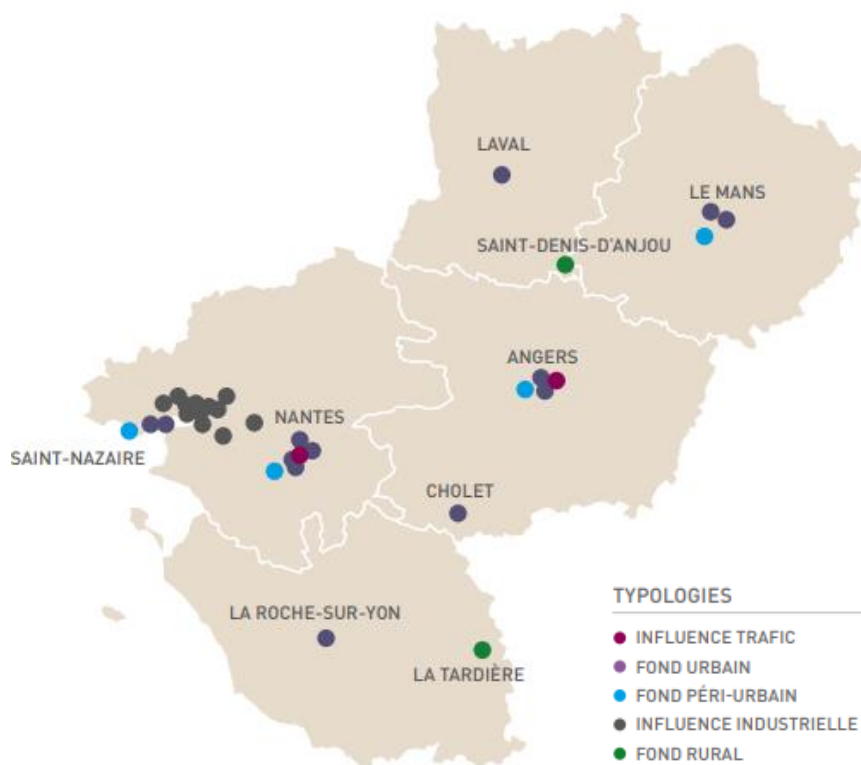 LAVAL
LE MANS
SAINT-DENIS-D'ANJOU
ANGERS
NANTES
SAINT-NAZAIRE
CHOLET
LA ROCHE-SUR-YON
LA TARDIÈRE
TYPOLOGIES
INFLUENCE TRAFIC
FOND URBAIN
FOND PÉRI-URBAIN
INFLUENCE INDUSTRIELLE
FOND RURAL